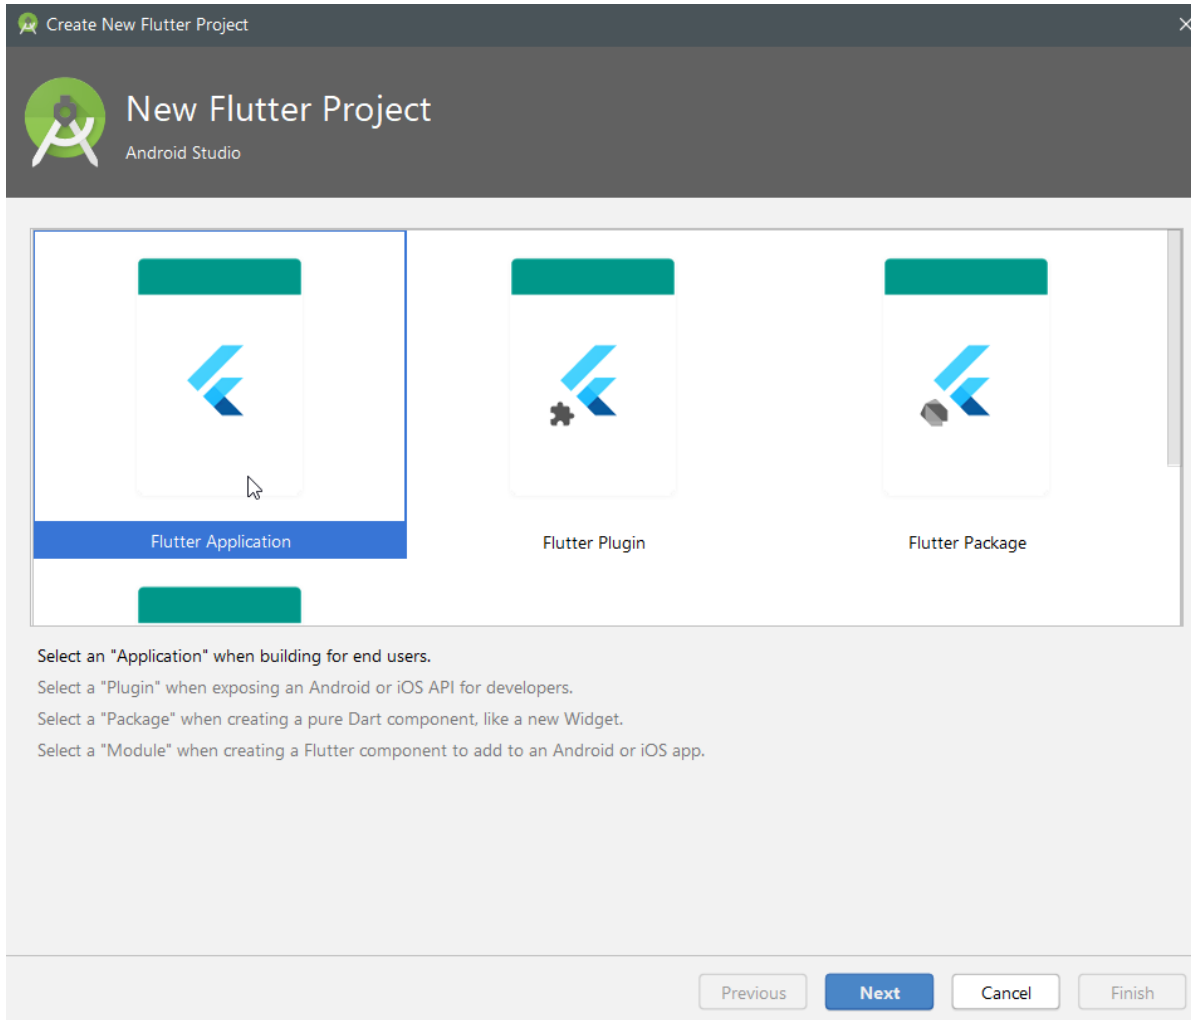 Create New Flutter Project
New Flutter Project
Android Studio
Flutter Application
Flutter Plugin
Flutter Package
Select an "Application" when building for end users.
Select a "Plugin" when exposing an Android or iOS API for developers.
Select a "Package" when creating a pure Dart component, like a new Widget.
Select a "Module" when creating a Flutter component to add to an Android or iOS app.
Previous
Next
Cancel
Finish